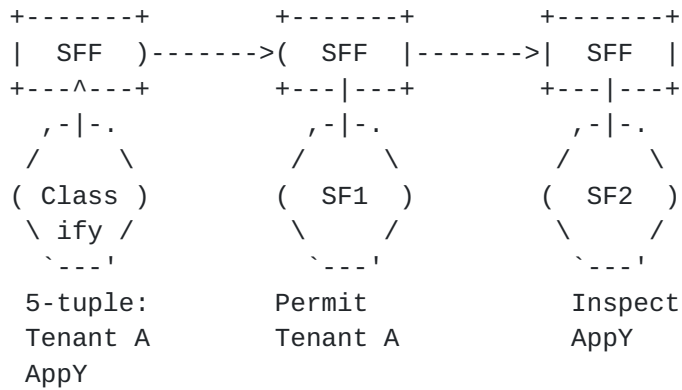 +-------+        +-------+        +-------+
|  SFF  )------->(  SFF  |------->|  SFF  |
+---^---+        +---|---+        +---|---+
  ,-|-.            ,-|-.            ,-|-.
 /     \          /     \          /     \
( Class )        (  SF1  )        (  SF2  )
 \ ify /          \     /          \     /
  `---'            `---'            `---'
 5-tuple:        Permit             Inspect
 Tenant A        Tenant A           AppY
 AppY